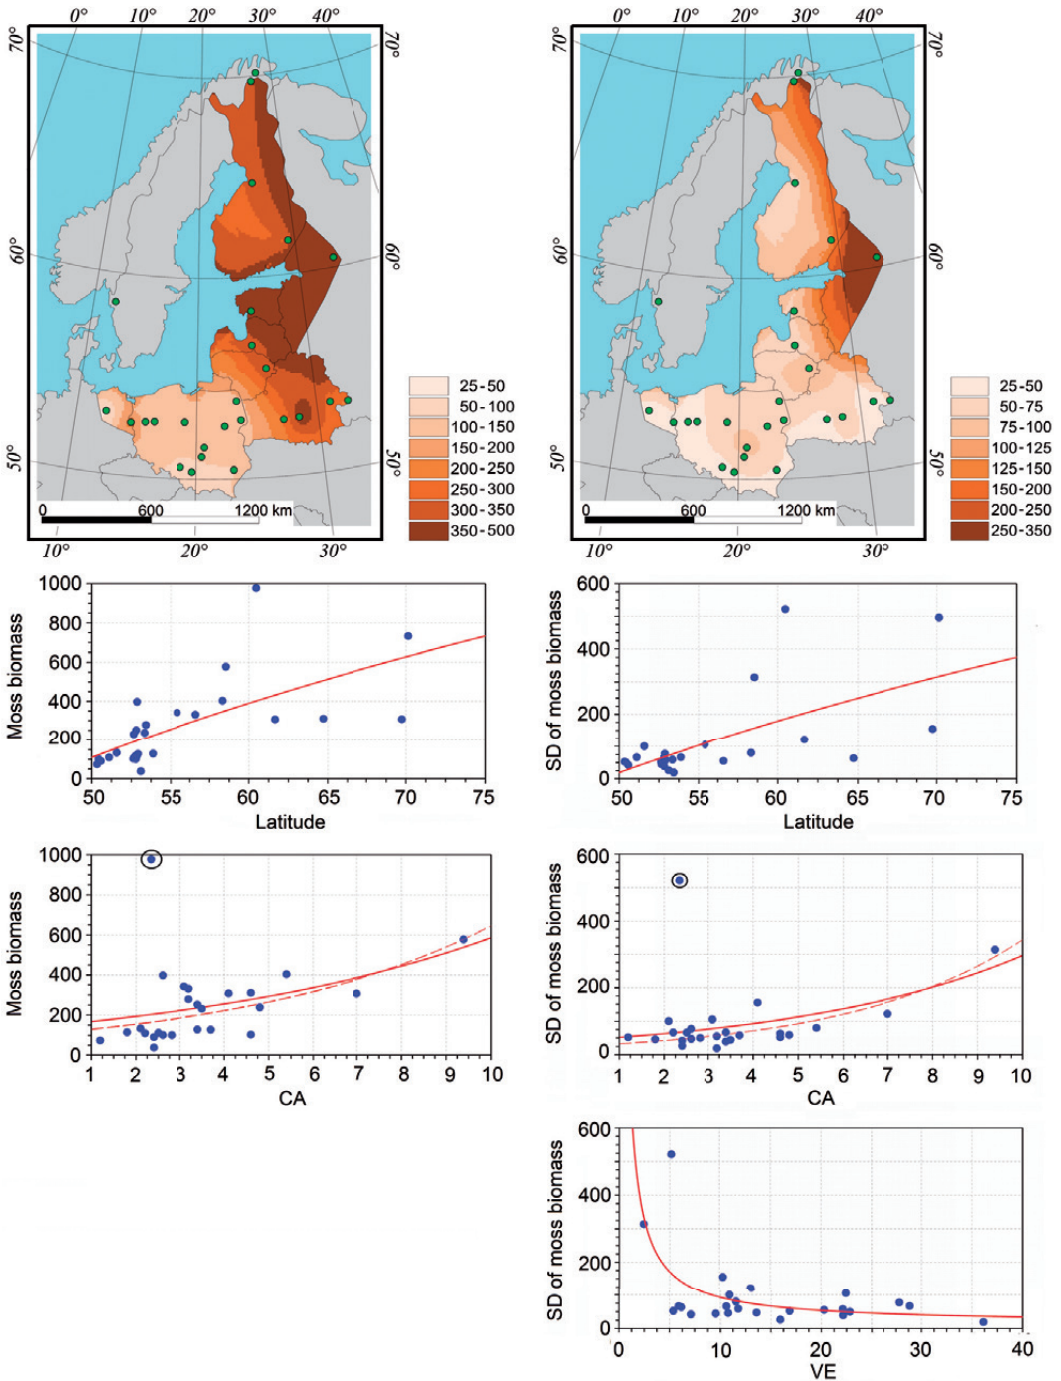 0° 10° 20° 30° 40°
70° 70°
60° 60°
50° 50°
25-50
50-100
100-150
150-200
200-250
250-300
300-350
350-500
0 600 1200 km
10° 20° 30°
0° 10° 20° 30° 40°
70° 70°
60° 60°
50° 50°
25-50
50-75
75-100
100-125
125-150
150-200
200-250
250-350
0 600 1200 km
10° 20° 30°
Moss biomass
1000
800
600
400
200
0
50 55 60 65 70 75
Latitude
SD of moss biomass
600
400
200
0
50 55 60 65 70 75
Latitude
Moss biomass
1000
800
600
400
200
0
1 2 3 4 5 6 7 8 9 10
CA
SD of moss biomass
600
400
200
0
1 2 3 4 5 6 7 8 9 10
CA
SD of moss biomass
600
400
200
0
0 10 20 30 40
VE